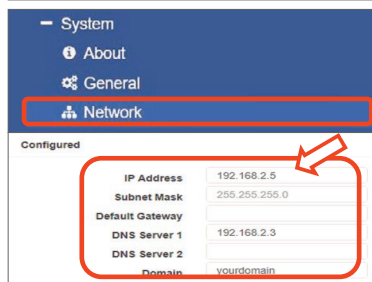 − System
About
General
Network
Configured
IP Address 192.168.2.5
Subnet Mask 255.255.255.0
Default Gateway
DNS Server 1 192.168.2.3
DNS Server 2
Domain yourdomain